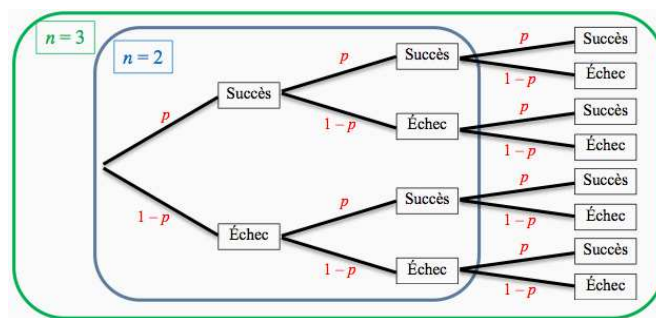 n = 3
n = 2
p
Succès
p
Succès
1 – p
Échec
p
Succès
1 – p
Échec
p
Succès
1 – p
Échec
1 – p
Échec
p
Succès
p
Succès
1 – p
Échec
1 – p
Échec
p
Succès
1 – p
Échec